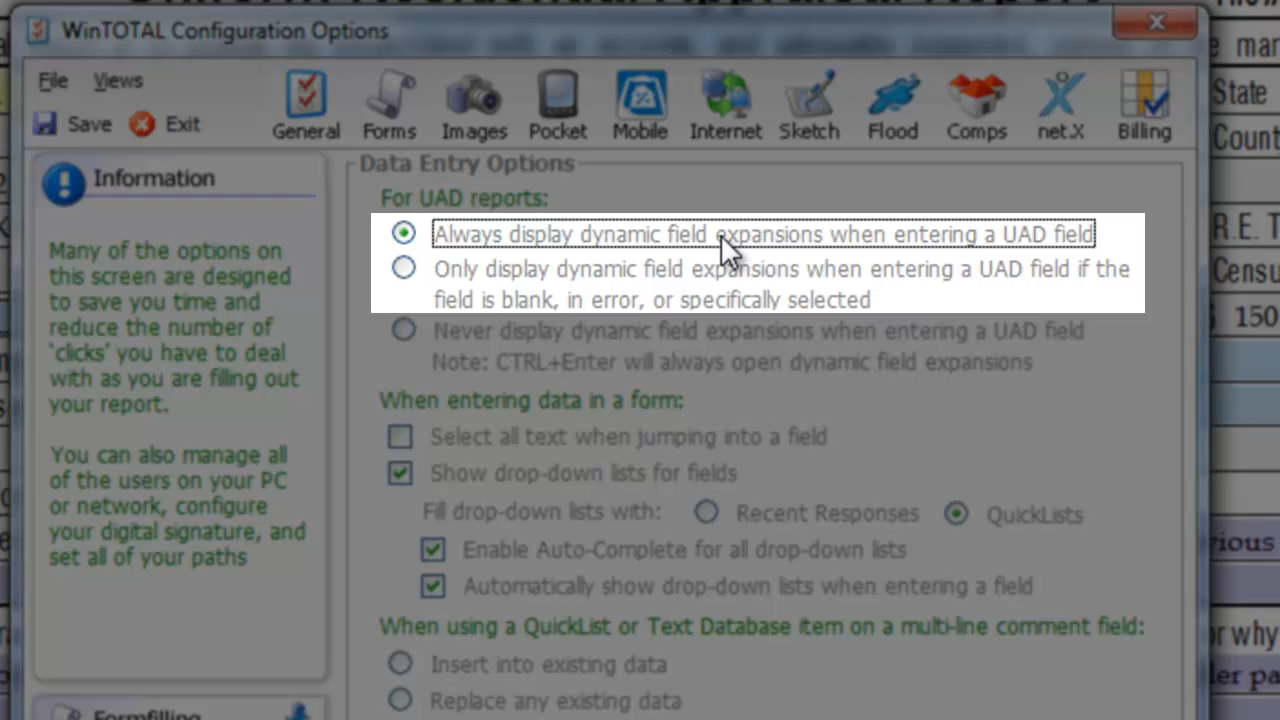 WinTOTAL Configuration Options
File Views
Save Exit
General Forms Images Pocket Mobile Internet Sketch Flood Comps net.X Billing
Information
Many of the options on
this screen are designed
to save you time and
reduce the number of
'clicks' you have to deal
with as you are filling out
your report.
You can also manage all
of the users on your PC
or network, configure
your digital signature, and
set all of your paths
Formfilling
Data Entry Options
For UAD reports:
Always display dynamic field expansions when entering a UAD field
Only display dynamic field expansions when entering a UAD field if the
field is blank, in error, or specifically selected
Never display dynamic field expansions when entering a UAD field
Note: CTRL+Enter will always open dynamic field expansions
When entering data in a form:
Select all text when jumping into a field
Show drop-down lists for fields
Fill drop-down lists with: Recent Responses QuickLists
Enable Auto-Complete for all drop-down lists
Automatically show drop-down lists when entering a field
When using a QuickList or Text Database item on a multi-line comment field:
Insert into existing data
Replace any existing data
State
R.E. T
150